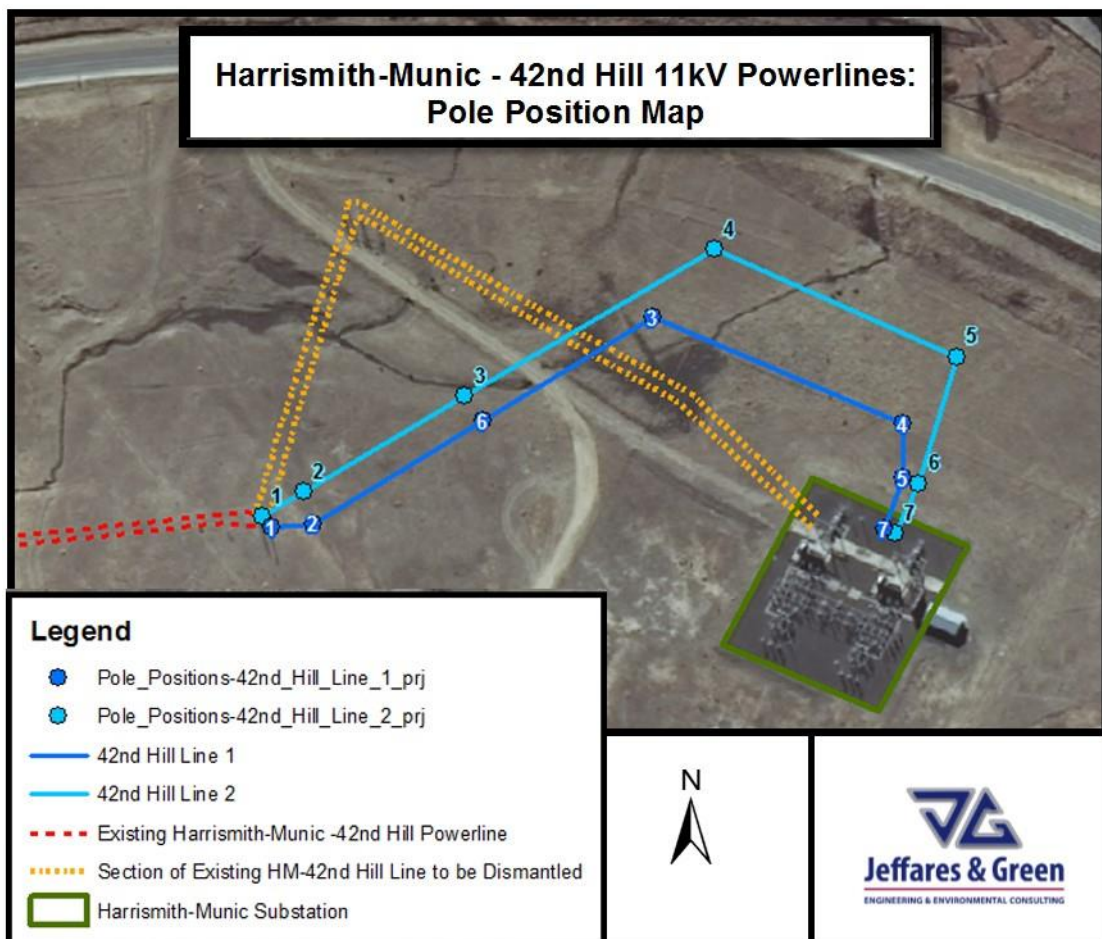 Harrismith-Munic - 42nd Hill 11kV Powerlines:
Pole Position Map
4
3
5
3
4
6
2
5
6
1
1
2
7
7
Legend
Pole_Positions-42nd_Hill_Line_1_prj
Pole_Positions-42nd_Hill_Line_2_prj
42nd Hill Line 1
42nd Hill Line 2
Existing Harrismith-Munic -42nd Hill Powerline
Section of Existing HM-42nd Hill Line to be Dismantled
Harrismith-Munic Substation
N
JG
Jeffares & Green
ENGINEERING & ENVIRONMENTAL CONSULTING